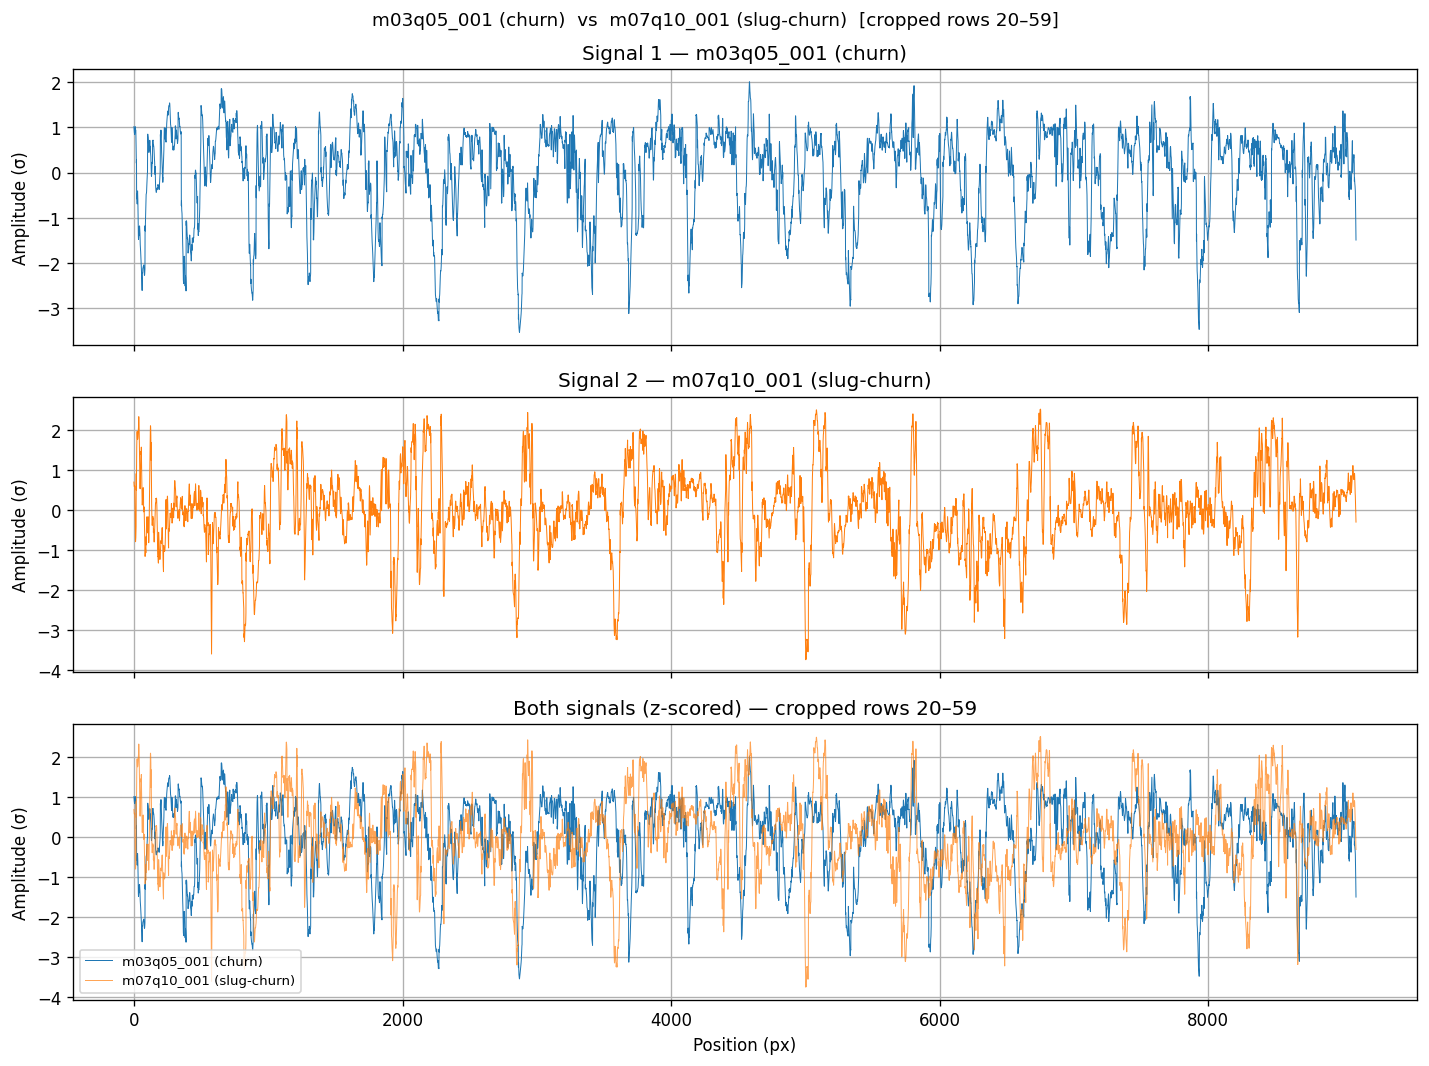 m03q05_001 (churn)  vs  m07q10_001 (slug-churn)  [cropped rows 20–59]
Signal 1 — m03q05_001 (churn)
2
1
0
−1
−2
−3
Amplitude (σ)
Signal 2 — m07q10_001 (slug-churn)
2
1
0
−1
−2
−3
−4
Amplitude (σ)
Both signals (z-scored) — cropped rows 20–59
2
1
0
−1
−2
−3
−4
Amplitude (σ)
m03q05_001 (churn)
m07q10_001 (slug-churn)
0 2000 4000 6000 8000
Position (px)